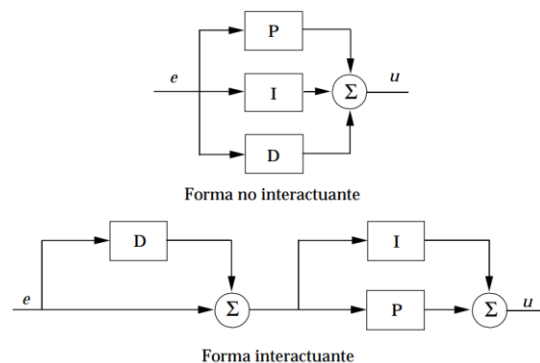 P
e
I
Σ
u
D
Forma no interactuante
D
I
e
Σ
P
Σ
u
Forma interactuante